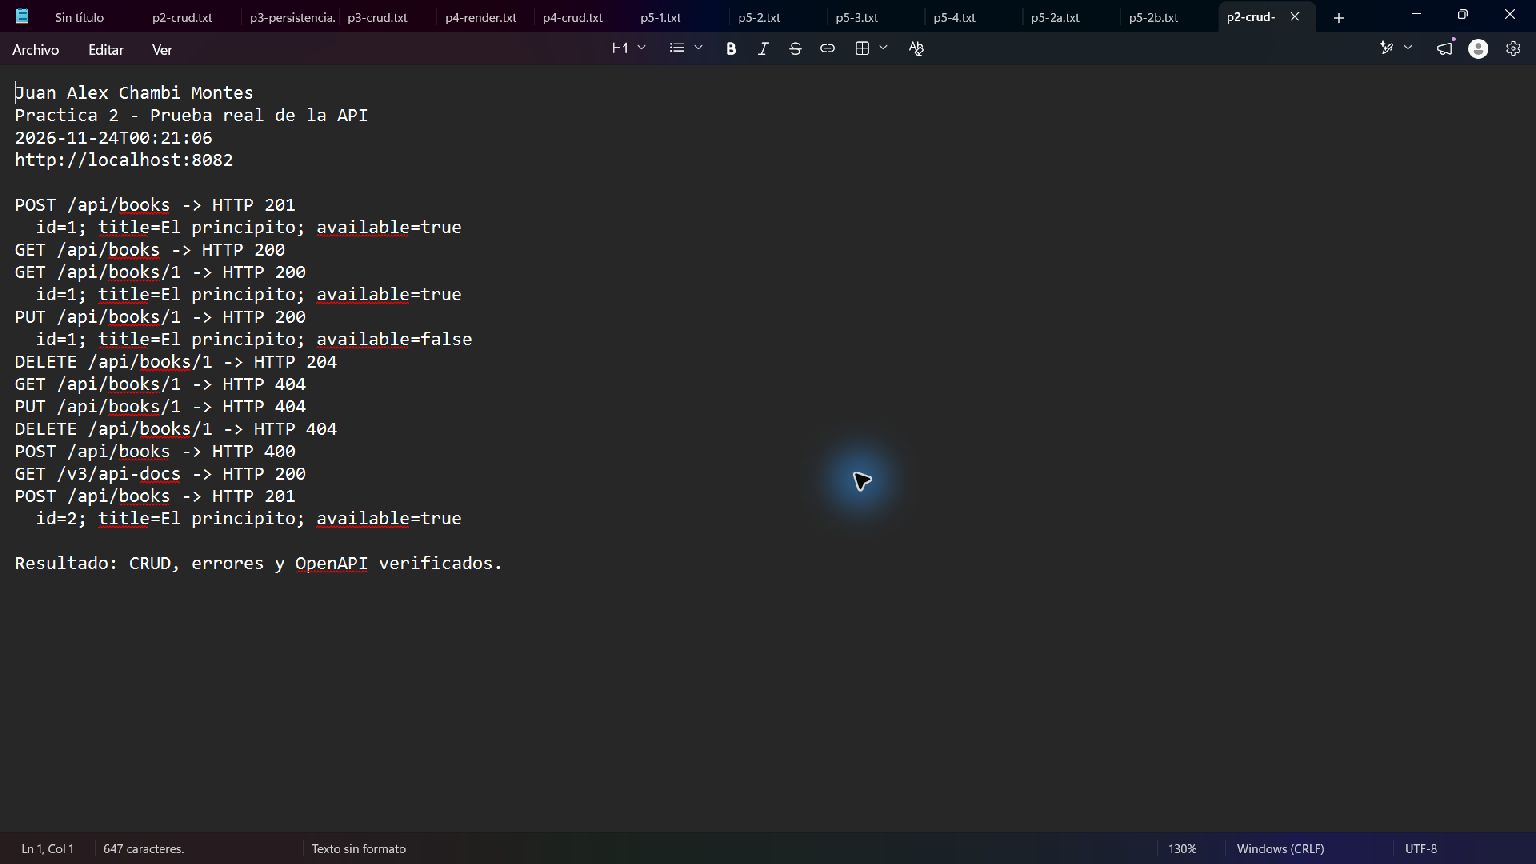 Sin título p2-crud.txt p3-persistencia. p3-crud.txt p4-render.txt p4-crud.txt p5-1.txt p5-2.txt p5-3.txt p5-4.txt p5-2a.txt p5-2b.txt p2-crud-
Archivo Editar Ver H1 B I S
Juan Alex Chambi Montes
Practica 2 - Prueba real de la API
2026-11-24T00:21:06
http://localhost:8082
POST /api/books -> HTTP 201
id=1; title=El principito; available=true
GET /api/books -> HTTP 200
GET /api/books/1 -> HTTP 200
id=1; title=El principito; available=true
PUT /api/books/1 -> HTTP 200
id=1; title=El principito; available=false
DELETE /api/books/1 -> HTTP 204
GET /api/books/1 -> HTTP 404
PUT /api/books/1 -> HTTP 404
DELETE /api/books/1 -> HTTP 404
POST /api/books -> HTTP 400
GET /v3/api-docs -> HTTP 200
POST /api/books -> HTTP 201
id=2; title=El principito; available=true
Resultado: CRUD, errores y OpenAPI verificados.
Ln 1, Col 1 647 caracteres. Texto sin formato 130% Windows (CRLF) UTF-8